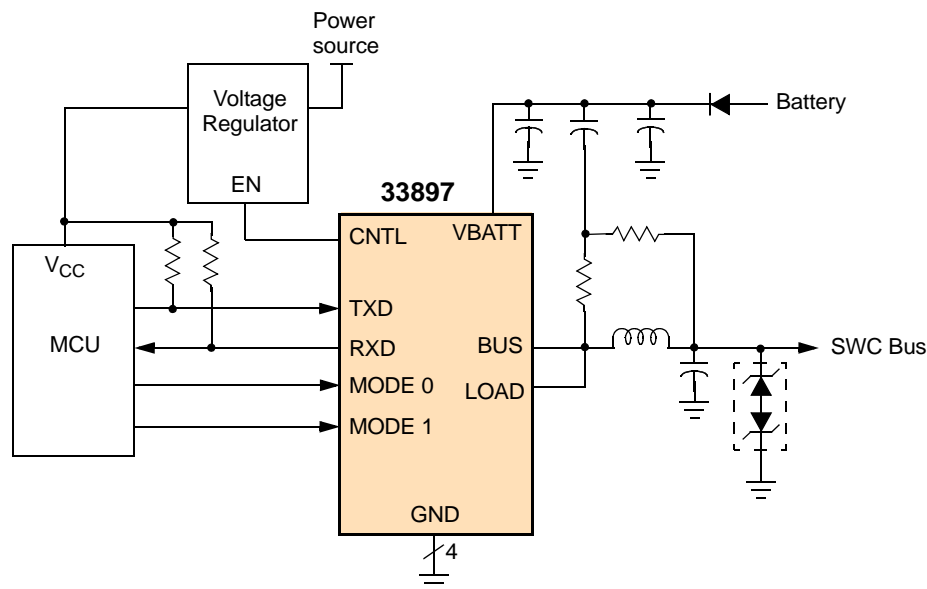 Power
source
Voltage
Regulator
Battery
EN
33897
CNTL
VBATT
VCC
TXD
MCU
RXD
BUS
SWC Bus
MODE 0
LOAD
MODE 1
GND
4